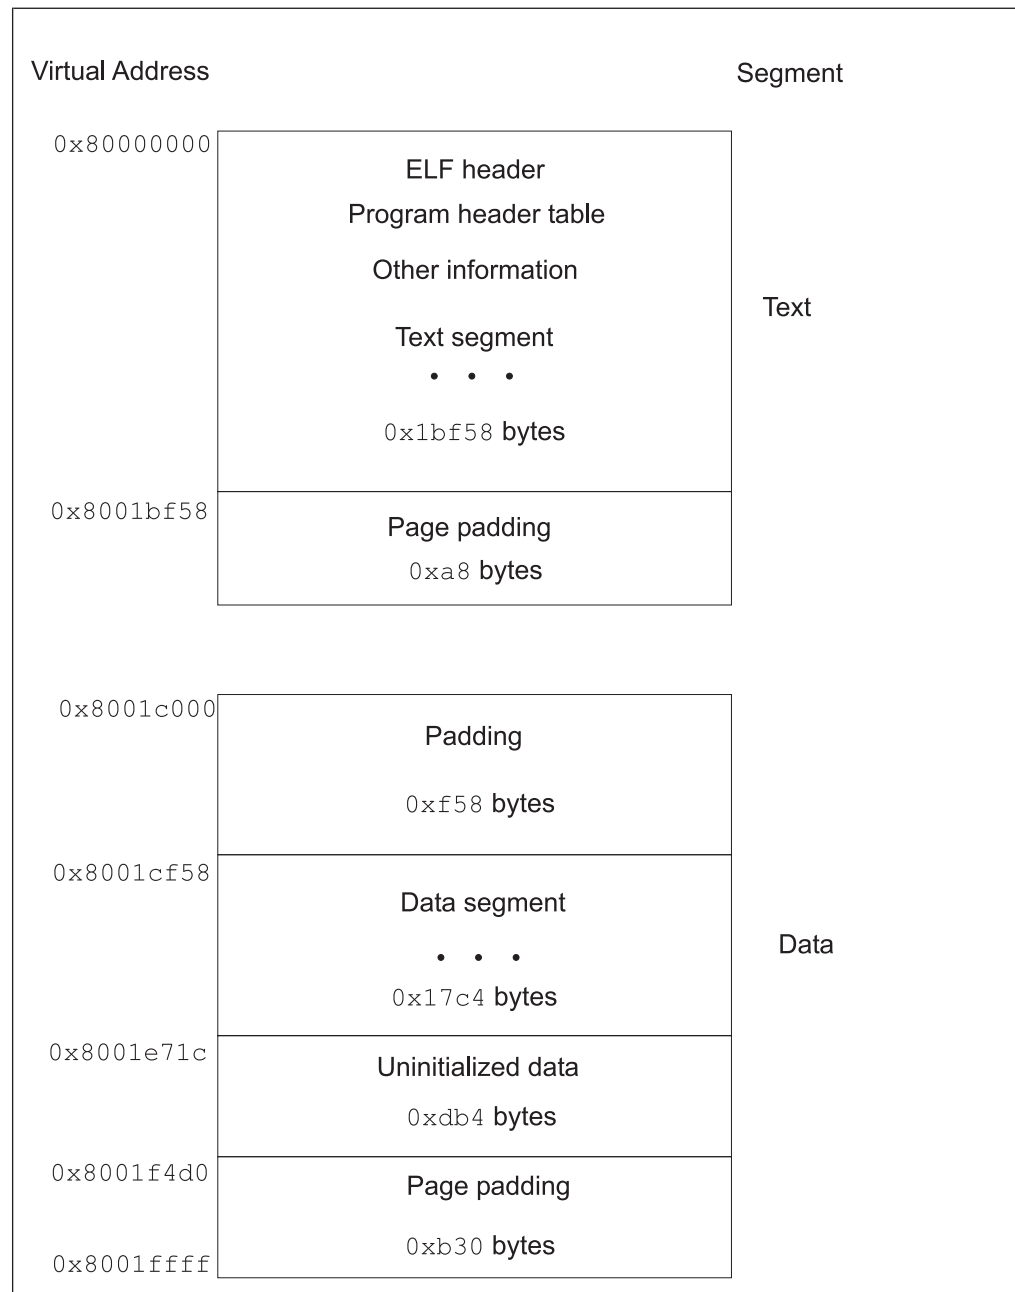 Virtual Address
Segment
0x80000000
ELF header
Program header table
Other information
Text
Text segment
• • •
0x1bf58 bytes
0x8001bf58
Page padding
0xa8 bytes
0x8001c000
Padding
0xf58 bytes
0x8001cf58
Data segment
Data
• • •
0x17c4 bytes
0x8001e71c
Uninitialized data
0xdb4 bytes
0x8001f4d0
Page padding
0xb30 bytes
0x8001ffff